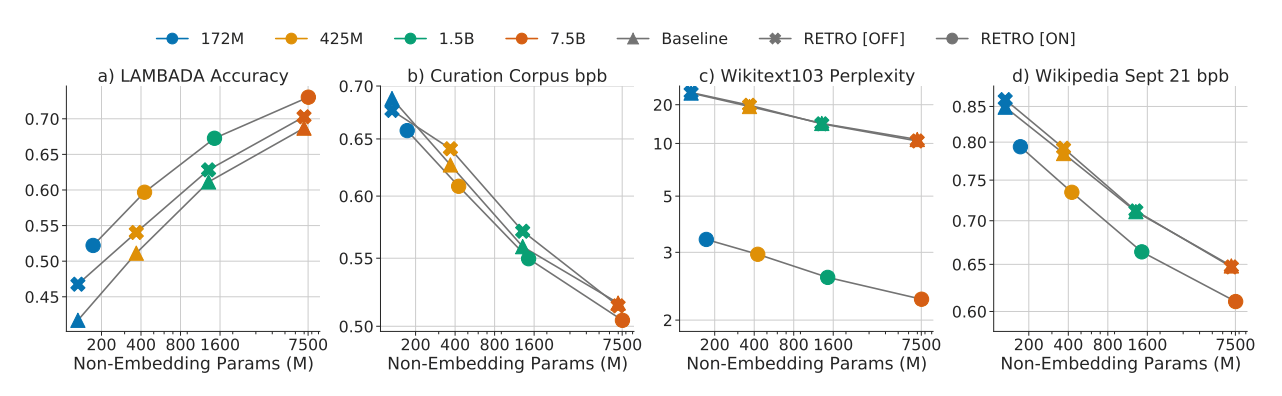 172M 425M 1.5B 7.5B Baseline RETRO [OFF] RETRO [ON]
a) LAMBADA Accuracy
0.70
0.65
0.60
0.55
0.50
0.45
200 400 800 1600 7500
Non-Embedding Params (M)
b) Curation Corpus bpb
0.70
0.65
0.60
0.55
0.50
200 400 800 1600 7500
Non-Embedding Params (M)
c) Wikitext103 Perplexity
20
10
5
3
2
200 400 800 1600 7500
Non-Embedding Params (M)
d) Wikipedia Sept 21 bpb
0.85
0.80
0.75
0.70
0.65
0.60
200 400 800 1600 7500
Non-Embedding Params (M)